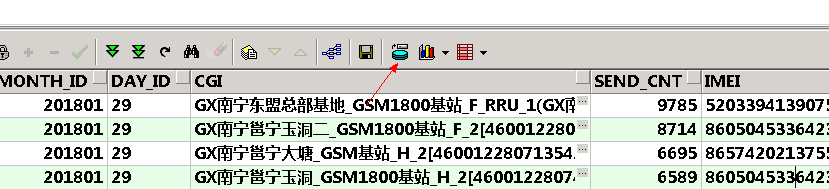 MONTH_ID DAY_ID CGI SEND_CNT IMEI
201801 29 GX南宁东盟总部基地_GSM1800基站_F_RRU_1(GX南 9785 5203394139075
201801 29 GX南宁邕宁玉洞二_GSM1800基站_F_2[460012280 8714 860504533642
201801 29 GX南宁邕宁大塘_GSM基站_H_2[46001228071354 6695 8657420213755
201801 29 GX南宁邕宁玉洞_GSM1800基站_H_2[46001228074 6589 860504533642